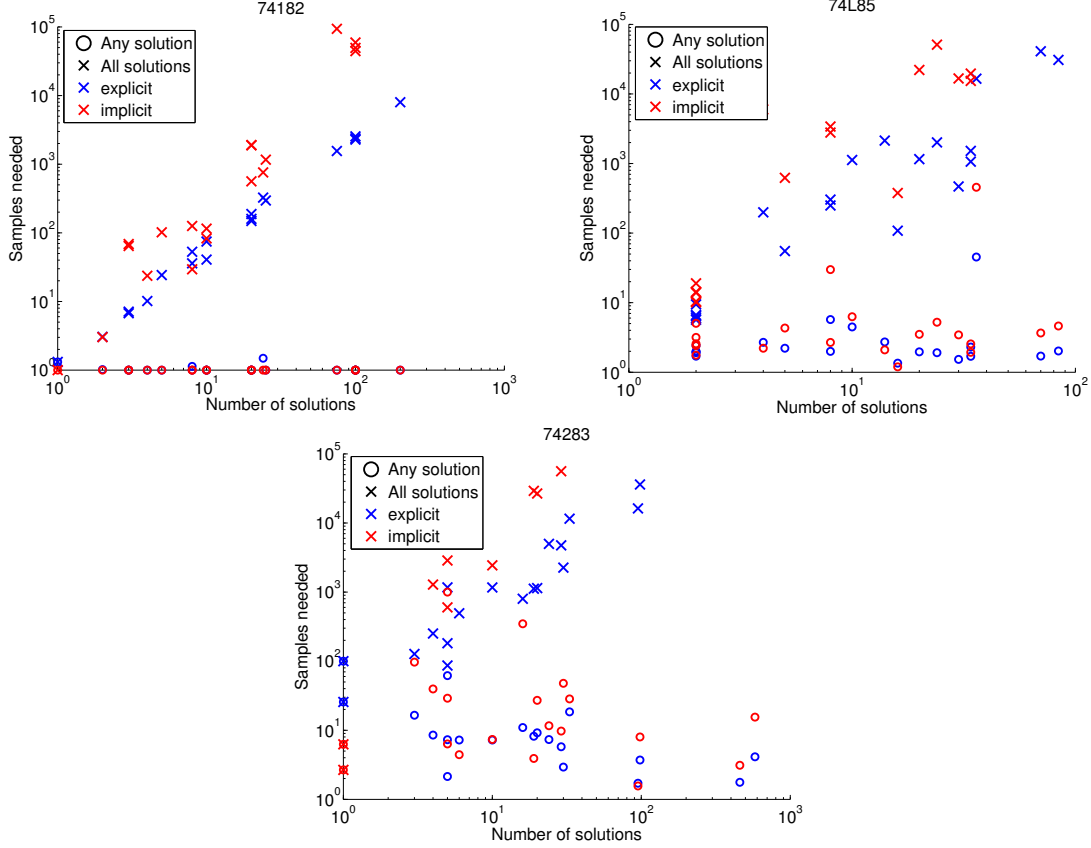 74182
10^5
10^4
10^3
10^2
10^1
10^0
Samples needed
Any solution
All solutions
explicit
implicit
10^0
10^1
10^2
10^3
Number of solutions
74L85
10^5
10^4
10^3
10^2
10^1
10^0
Samples needed
Any solution
All solutions
explicit
implicit
10^0
10^1
10^2
Number of solutions
74283
10^5
10^4
10^3
10^2
10^1
10^0
Samples needed
Any solution
All solutions
explicit
implicit
10^0
10^1
10^2
10^3
Number of solutions